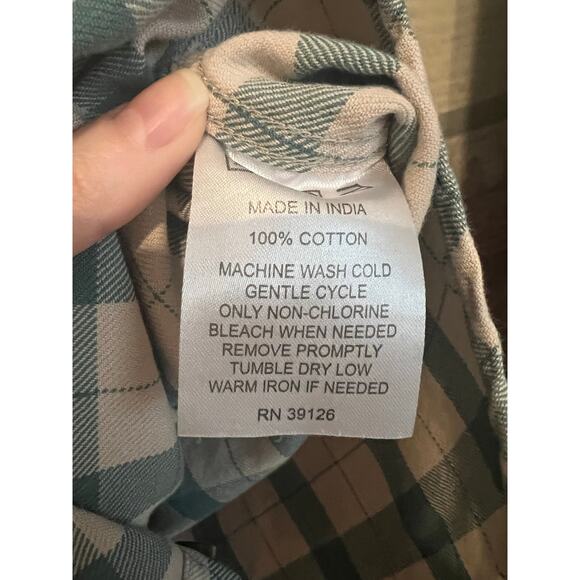 MADE IN INDIA
100% COTTON
MACHINE WASH COLD
GENTLE CYCLE
ONLY NON-CHLORINE
BLEACH WHEN NEEDED
REMOVE PROMPTLY
TUMBLE DRY LOW
WARM IRON IF NEEDED
RN 39126